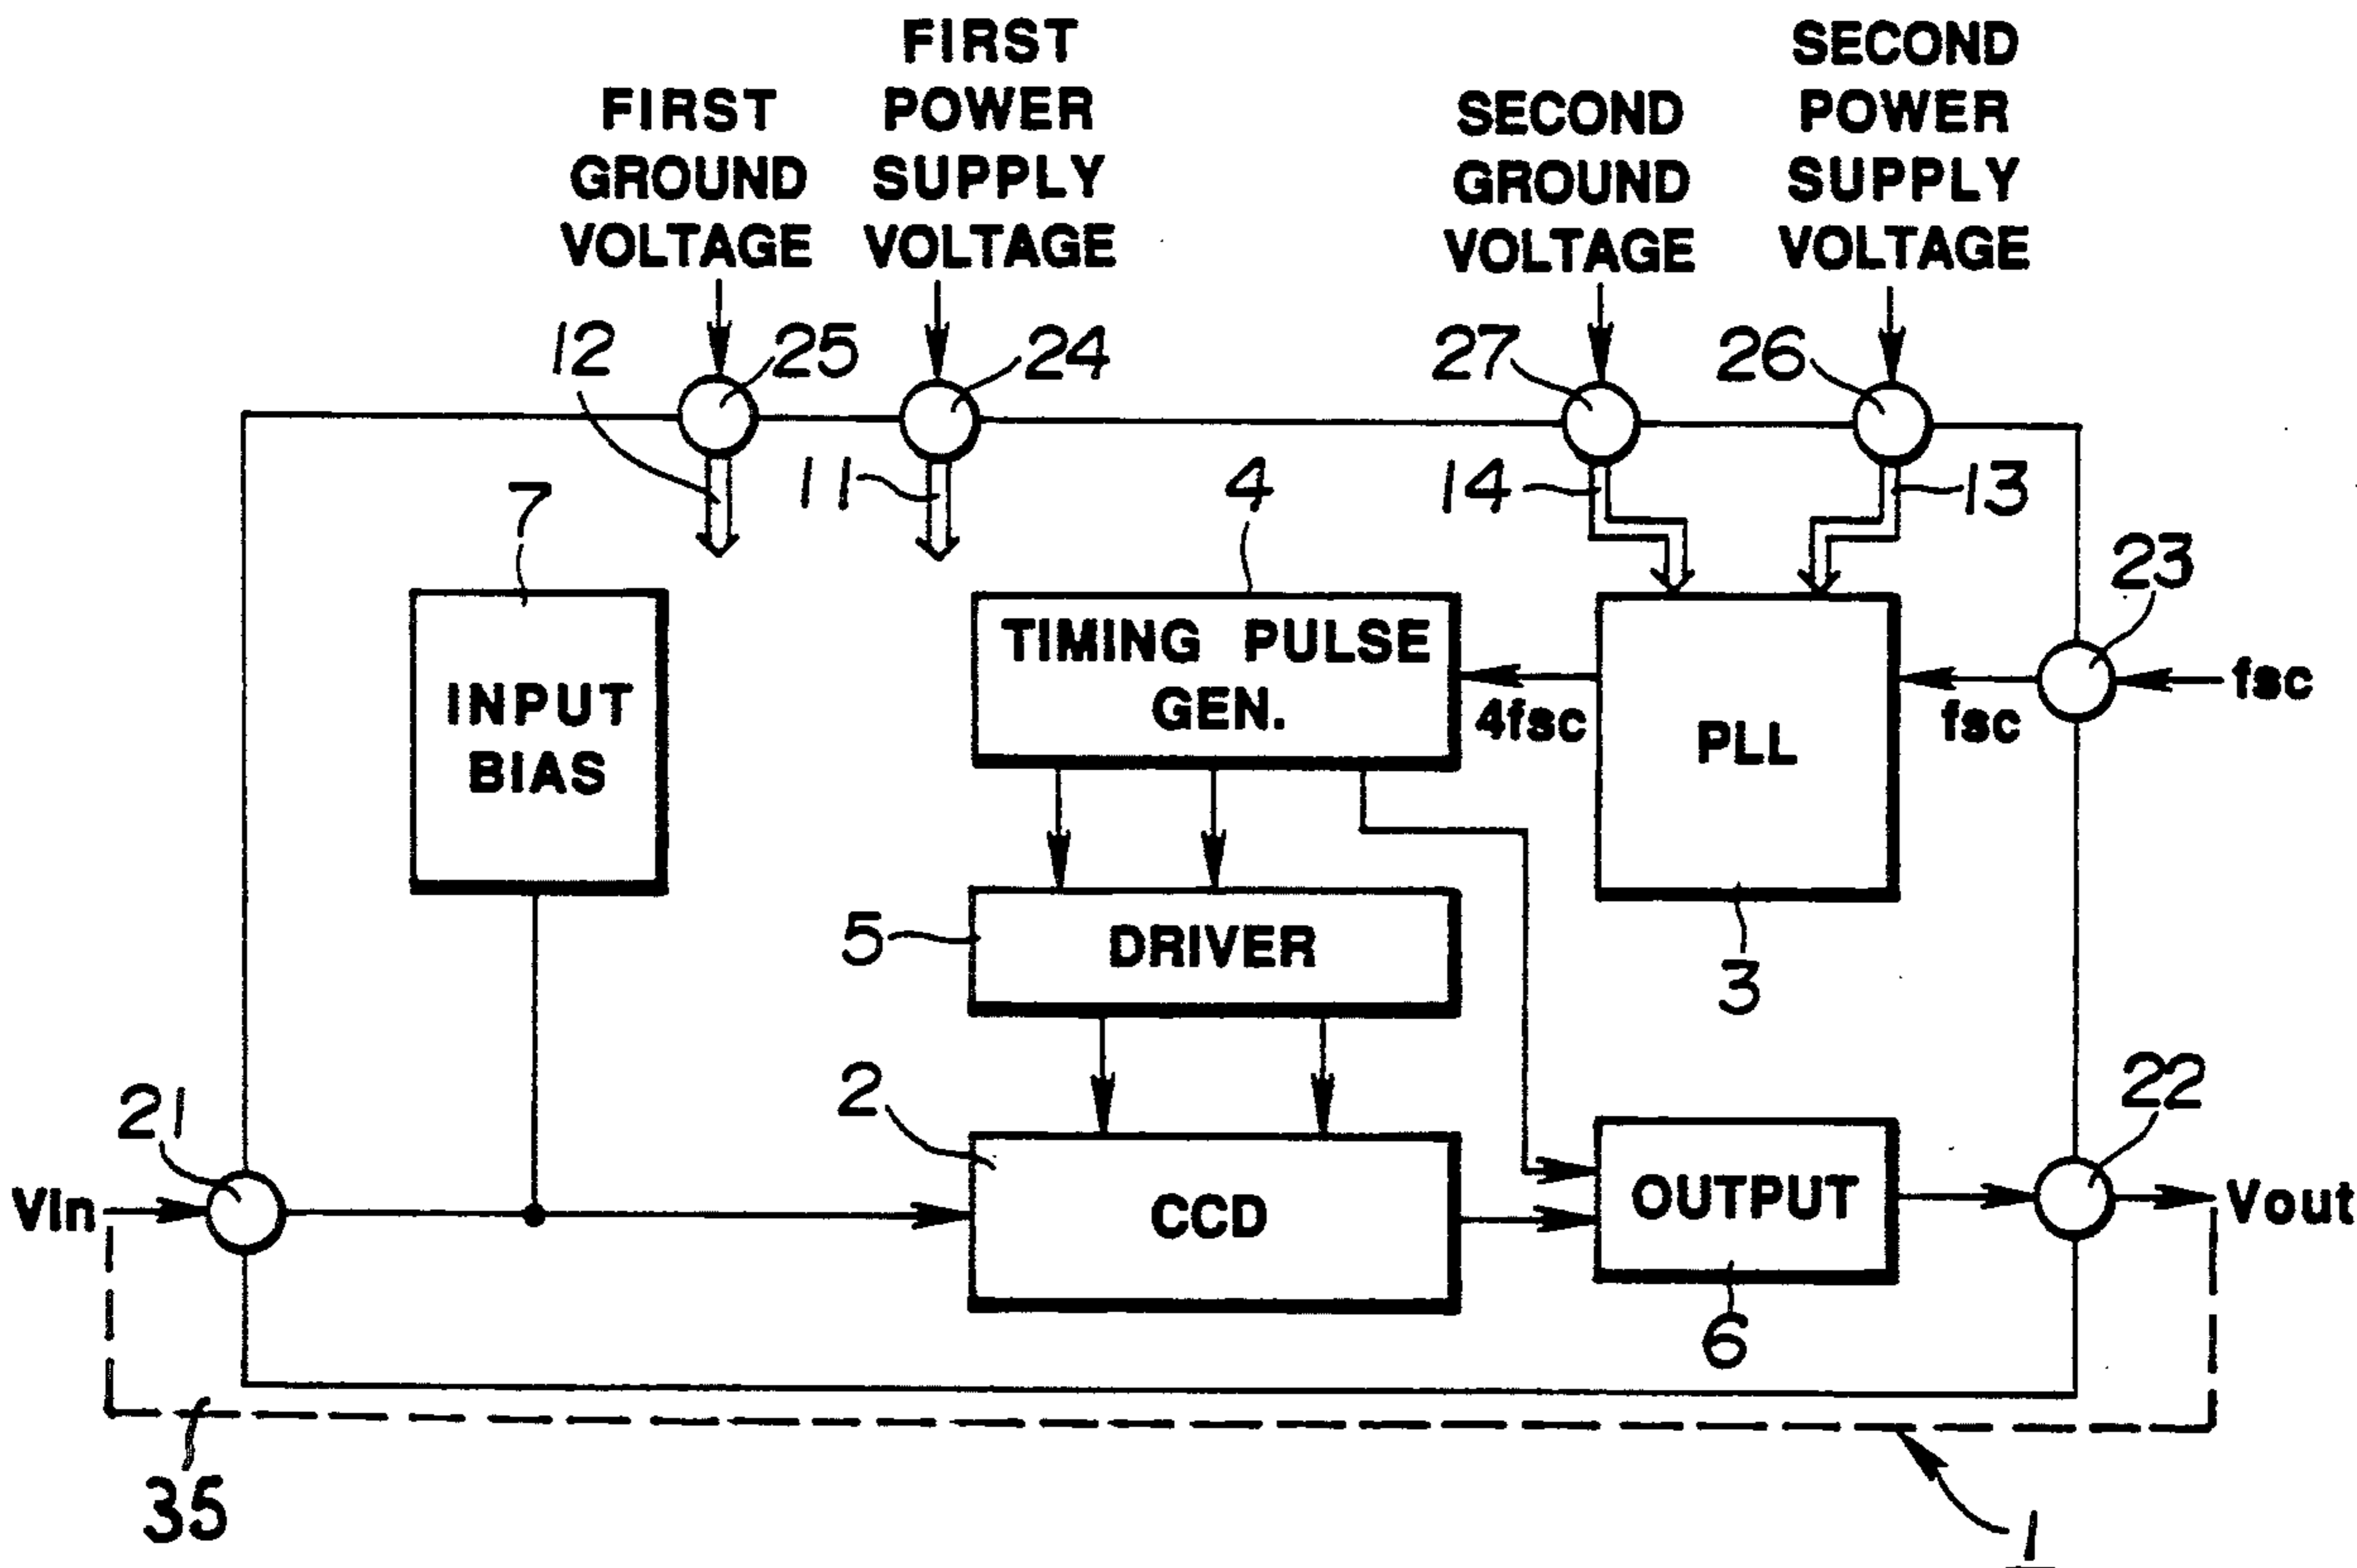 FIRST
GROUND
VOLTAGE
FIRST
POWER
SUPPLY
VOLTAGE
SECOND
GROUND
VOLTAGE
SECOND
POWER
SUPPLY
VOLTAGE
12
25
24
27
26
11
14
13
7
4
23
INPUT
BIAS
TIMING PULSE
GEN.
4fsc
PLL
fsc
fsc
5
DRIVER
3
21
2
22
Vin
CCD
OUTPUT
Vout
6
35
1